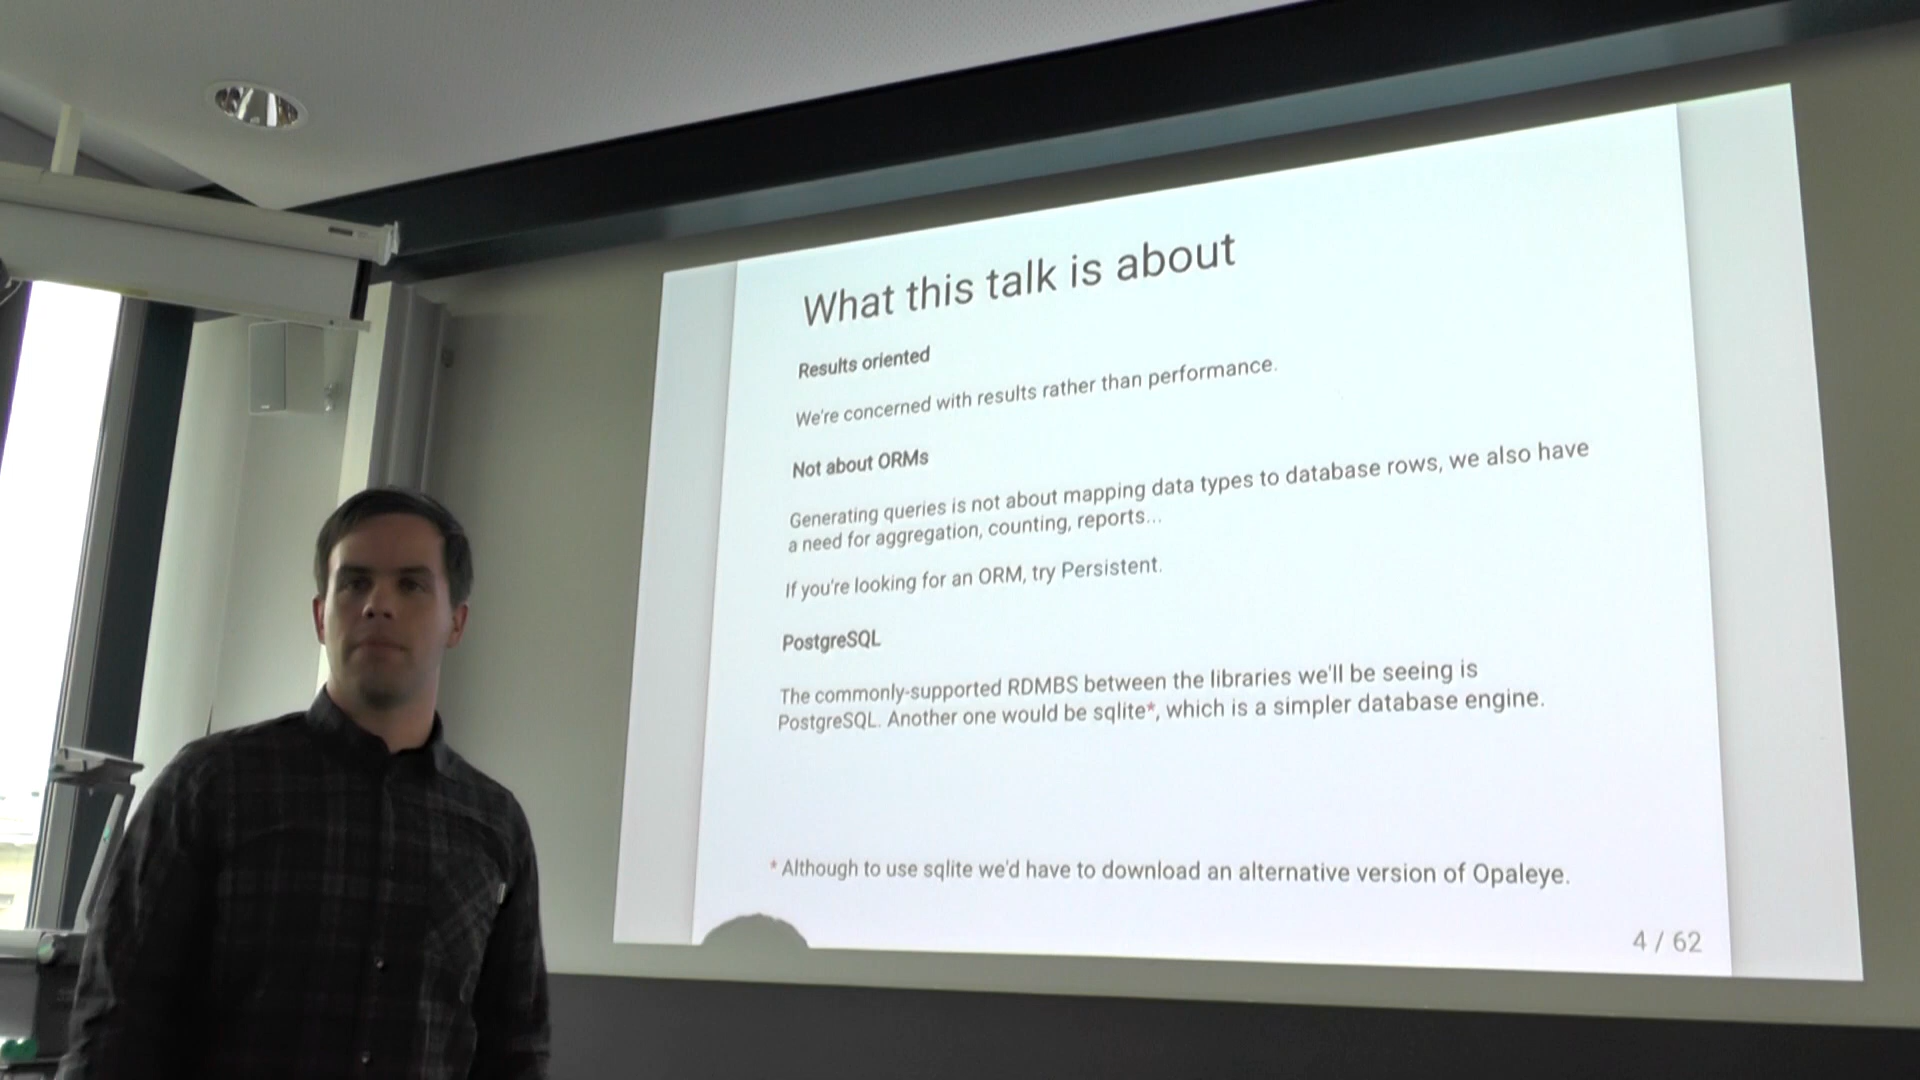 What this talk is about
Results oriented
We're concerned with results rather than performance.
Not about ORMs
Generating queries is not about mapping data types to database rows, we also have
a need for aggregation, counting, reports...
If you're looking for an ORM, try Persistent.
PostgreSQL
The commonly-supported RDMBS between the libraries we'll be seeing is
PostgreSQL. Another one would be sqlite*, which is a simpler database engine.
* Although to use sqlite we'd have to download an alternative version of Opaleye.
4 / 62